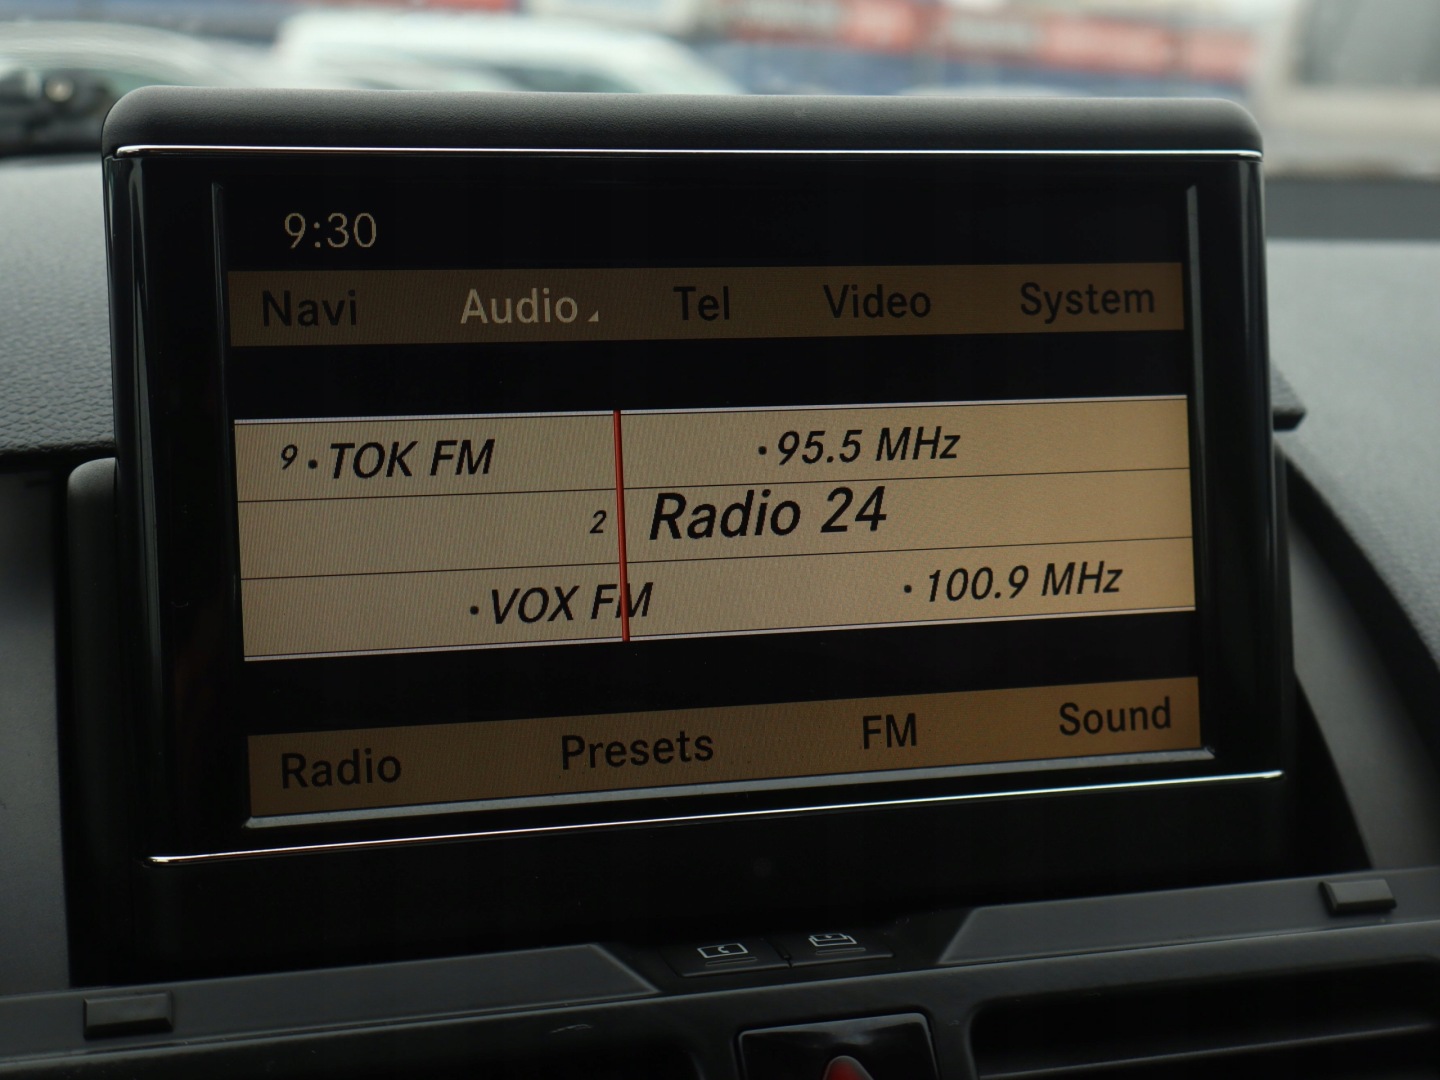 9:30
Navi Audio Tel Video System
9 · TOK FM · 95.5 MHz
2 Radio 24
· VOX FM · 100.9 MHz
Radio Presets FM Sound